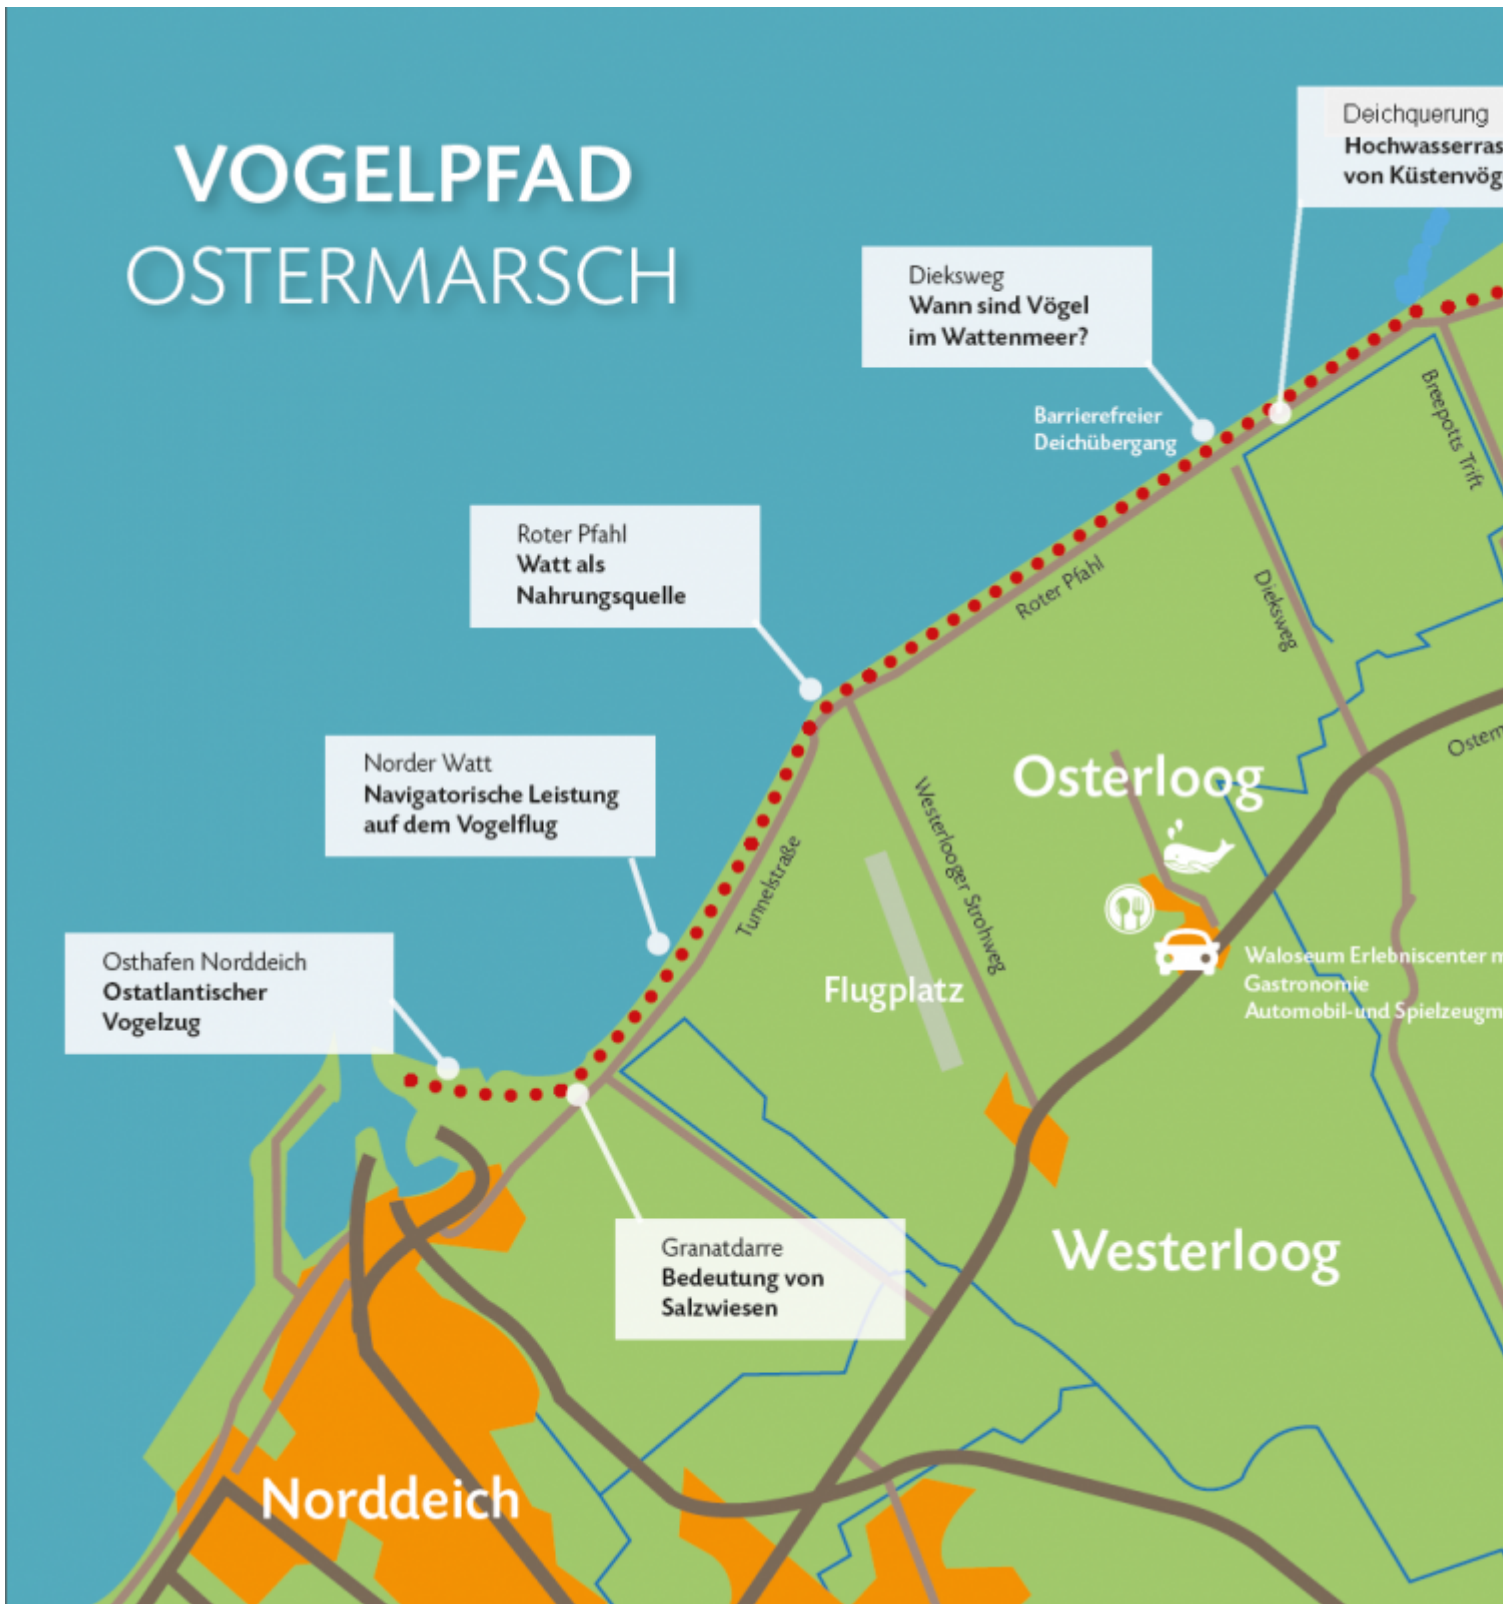 VOGELPFAD
OSTERMARSCH
Deichquerung
Hochwasserras
von Küstenvög
Dieksweg
Wann sind Vögel
im Wattenmeer?
Barrierefreier
Deichübergang
Breepotts Trift
Roter Pfahl
Watt als
Nahrungsquelle
Roter Pfahl
Dieksweg
Norder Watt
Navigatorische Leistung
auf dem Vogelflug
Osterloog
Ostern
Tunnelstraße
Westerlooger Strohweg
Osthafen Norddeich
Ostatlantischer
Vogelzug
Flugplatz
Waloseum Erlebniscenter m
Gastronomie
Automobil-und Spielzeugm
Granatdarre
Bedeutung von
Salzwiesen
Westerloog
Norddeich